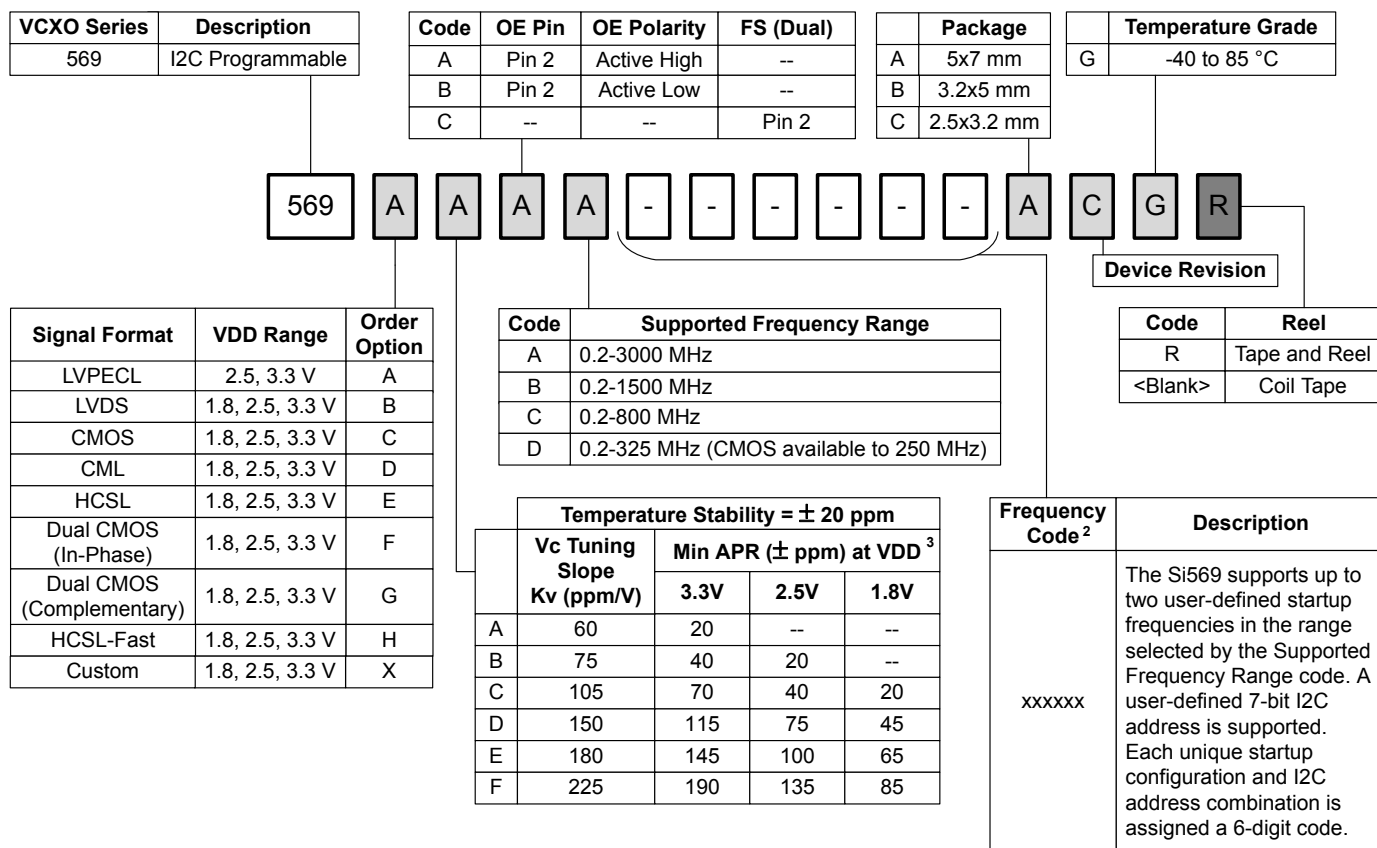 VCXO Series Description
569 I2C Programmable
Code OE Pin OE Polarity FS (Dual)
A Pin 2 Active High --
B Pin 2 Active Low --
C -- -- Pin 2
Package
A 5x7 mm
B 3.2x5 mm
C 2.5x3.2 mm
Temperature Grade
G -40 to 85 °C
569 A A A A - - - - - - A C G R
Device Revision
Signal Format VDD Range Order
Option
LVPECL 2.5, 3.3 V A
LVDS 1.8, 2.5, 3.3 V B
CMOS 1.8, 2.5, 3.3 V C
CML 1.8, 2.5, 3.3 V D
HCSL 1.8, 2.5, 3.3 V E
Dual CMOS
(In-Phase) 1.8, 2.5, 3.3 V F
Dual CMOS
(Complementary) 1.8, 2.5, 3.3 V G
HCSL-Fast 1.8, 2.5, 3.3 V H
Custom 1.8, 2.5, 3.3 V X
Code Supported Frequency Range
A 0.2-3000 MHz
B 0.2-1500 MHz
C 0.2-800 MHz
D 0.2-325 MHz (CMOS available to 250 MHz)
Code Reel
R Tape and Reel
<Blank> Coil Tape
Temperature Stability = ± 20 ppm
Vc Tuning
Slope
Kv (ppm/V)
Min APR (± ppm) at VDD 3
3.3V 2.5V 1.8V
A 60 20 -- --
B 75 40 20 --
C 105 70 40 20
D 150 115 75 45
E 180 145 100 65
F 225 190 135 85
Frequency
Code 2
Description
xxxxxx
The Si569 supports up to
two user-defined startup
frequencies in the range
selected by the Supported
Frequency Range code. A
user-defined 7-bit I2C
address is supported.
Each unique startup
configuration and I2C
address combination is
assigned a 6-digit code.